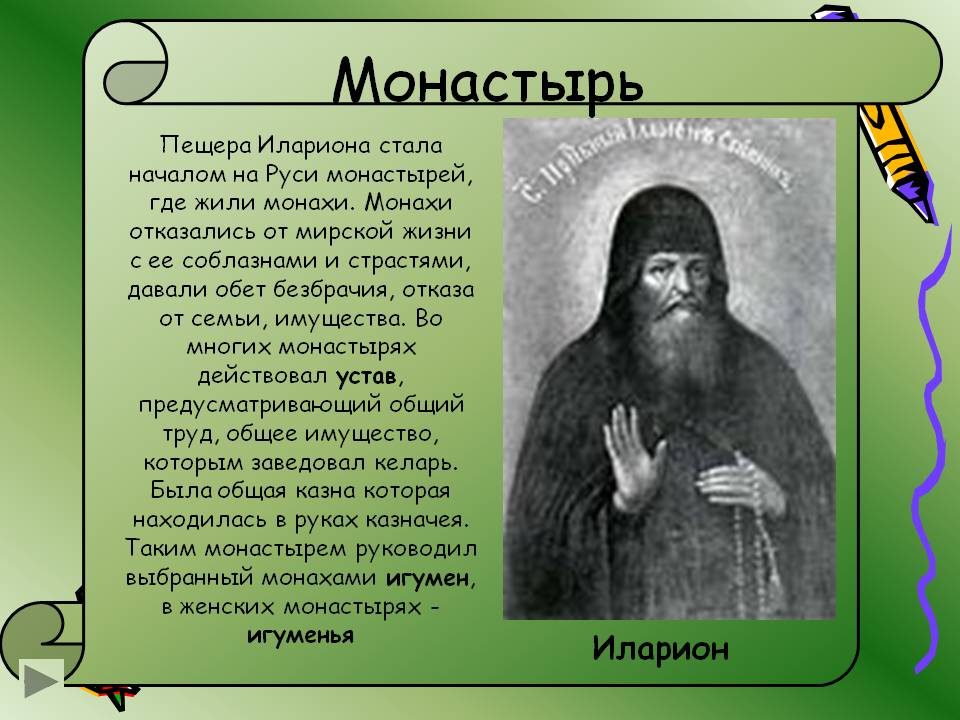 Монастырь
Пещера Илариона стала
началом на Руси монастырей,
где жили монахи. Монахи
отказались от мирской жизни
с ее соблазнами и страстями,
давали обет безбрачия, отказа
от семьи, имущества. Во
многих монастырях
действовал устав,
предусматривающий общий
труд, общее имущество,
которым заведовал келарь.
Была общая казна которая
находилась в руках казначея.
Таким монастырем руководил
выбранный монахами игумен,
в женских монастырях -
игуменья
Иларион